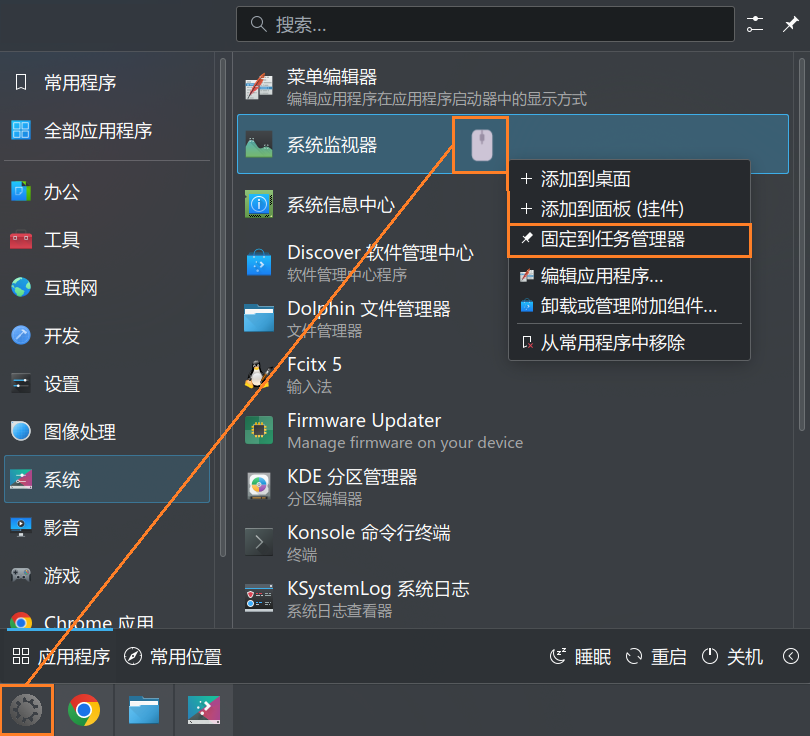 搜索...
常用程序
全部应用程序
办公
工具
互联网
开发
设置
图像处理
系统
影音
游戏
Chrome 应用
菜单编辑器
编辑应用程序在应用程序启动器中的显示方式
系统监视器
系统信息中心
Discover 软件管理中心
软件管理中心程序
Dolphin 文件管理器
文件管理器
Fcitx 5
输入法
Firmware Updater
Manage firmware on your device
KDE 分区管理器
分区编辑器
Konsole 命令行终端
终端
KSystemLog 系统日志
系统日志查看器
添加到桌面
添加到面板 (挂件)
固定到任务管理器
编辑应用程序...
卸载或管理附加组件...
从常用程序中移除
应用程序 常用位置 睡眠 重启 关机